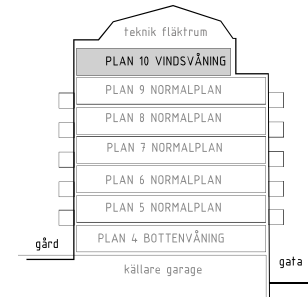 teknik fläktrum
PLAN 10 VINDSVÅNING
PLAN 9 NORMALPLAN
PLAN 8 NORMALPLAN
PLAN 7 NORMALPLAN
PLAN 6 NORMALPLAN
PLAN 5 NORMALPLAN
PLAN 4 BOTTENVÅNING
gård
gata
källare garage